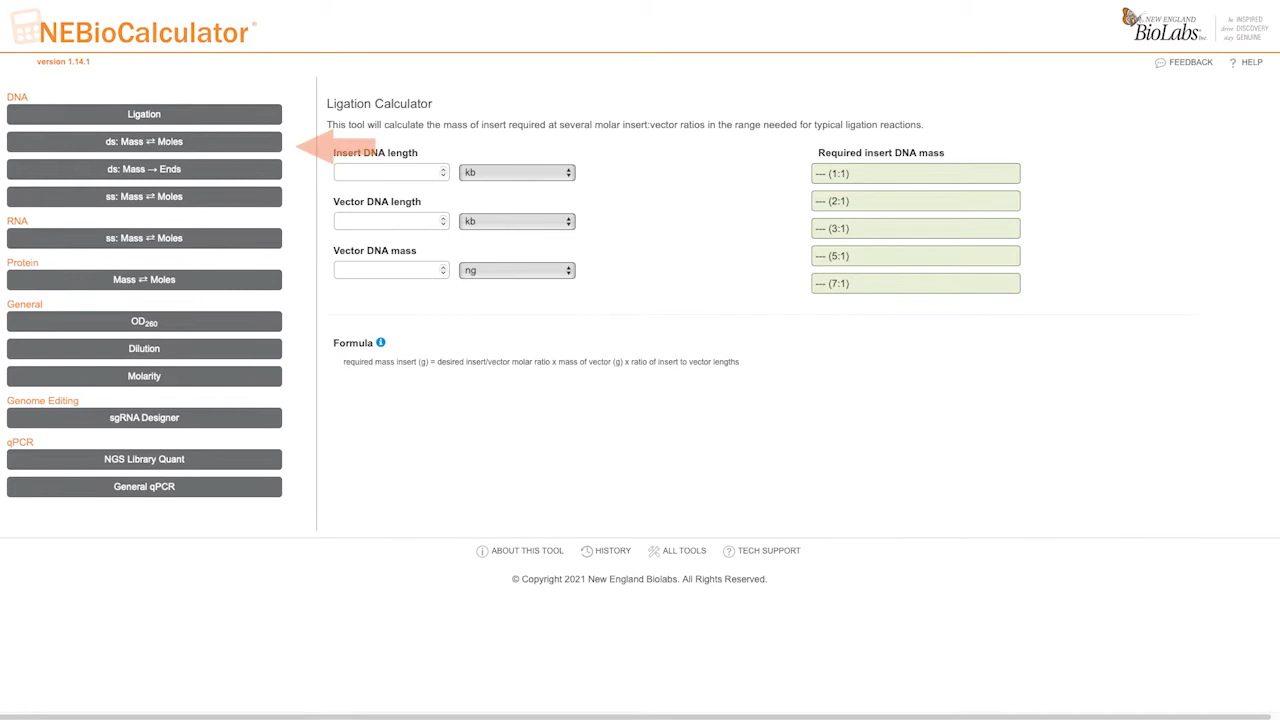 NEBioCalculator®
NEW ENGLAND
BioLabs Inc.
be INSPIRED
drive DISCOVERY
stay GENUINE
version 1.14.1
FEEDBACK
? HELP
DNA
Ligation
ds: Mass ⇄ Moles
ds: Mass → Ends
ss: Mass ⇄ Moles
RNA
ss: Mass ⇄ Moles
Protein
Mass ⇄ Moles
General
OD260
Dilution
Molarity
Genome Editing
sgRNA Designer
qPCR
NGS Library Quant
General qPCR
Ligation Calculator
This tool will calculate the mass of insert required at several molar insert:vector ratios in the range needed for typical ligation reactions.
Insert DNA length
kb
Vector DNA length
kb
Vector DNA mass
ng
Required insert DNA mass
--- (1:1)
--- (2:1)
--- (3:1)
--- (5:1)
--- (7:1)
Formula
required mass insert (g) = desired insert/vector molar ratio x mass of vector (g) x ratio of insert to vector lengths
ABOUT THIS TOOL
HISTORY
ALL TOOLS
TECH SUPPORT
© Copyright 2021 New England Biolabs. All Rights Reserved.